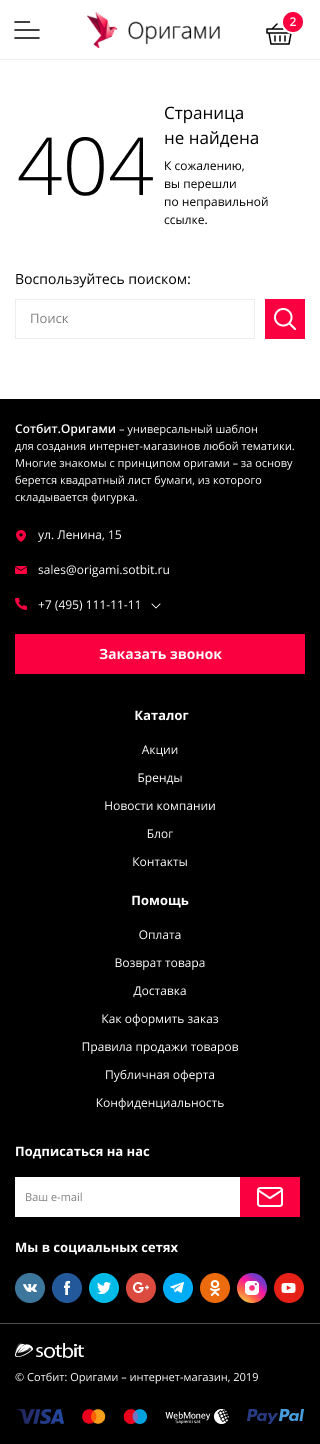 Оригами
2
404
Страница
не найдена
К сожалению,
вы перешли
по неправильной
ссылке.
Воспользуйтесь поиском:
Поиск
Сотбит.Оригами – универсальный шаблон
для создания интернет-магазинов любой тематики.
Многие знакомы с принципом оригами – за основу
берется квадратный лист бумаги, из которого
складывается фигурка.
ул. Ленина, 15
sales@origami.sotbit.ru
+7 (495) 111-11-11
Заказать звонок
Каталог
Акции
Бренды
Новости компании
Блог
Контакты
Помощь
Оплата
Возврат товара
Доставка
Как оформить заказ
Правила продажи товаров
Публичная оферта
Конфиденциальность
Подписаться на нас
Ваш e-mail
Мы в социальных сетях
sotbit
© Сотбит: Оригами – интернет-магазин, 2019
VISA WebMoney PayPal